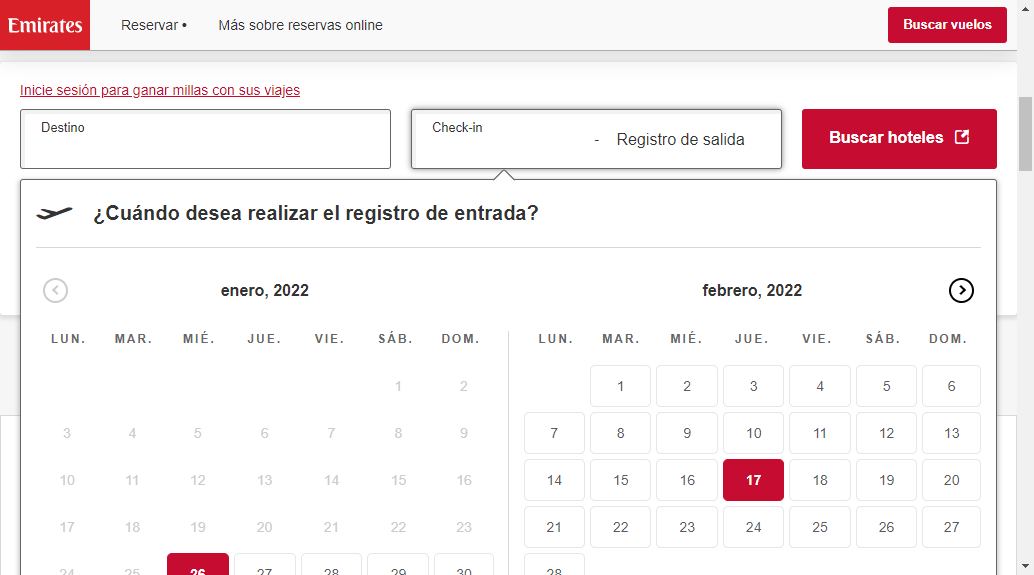 Emirates
Reservar •
Más sobre reservas online
Buscar vuelos
Inicie sesión para ganar millas con sus viajes
Destino
Check-in
- Registro de salida
Buscar hoteles
¿Cuándo desea realizar el registro de entrada?
enero, 2022
LUN. MAR. MIÉ. JUE. VIE. SÁB. DOM.
1 2
3 4 5 6 7 8 9
10 11 12 13 14 15 16
17 18 19 20 21 22 23
24 25 26 27 28 29 30
febrero, 2022
LUN. MAR. MIÉ. JUE. VIE. SÁB. DOM.
1 2 3 4 5 6
7 8 9 10 11 12 13
14 15 16 17 18 19 20
21 22 23 24 25 26 27
28